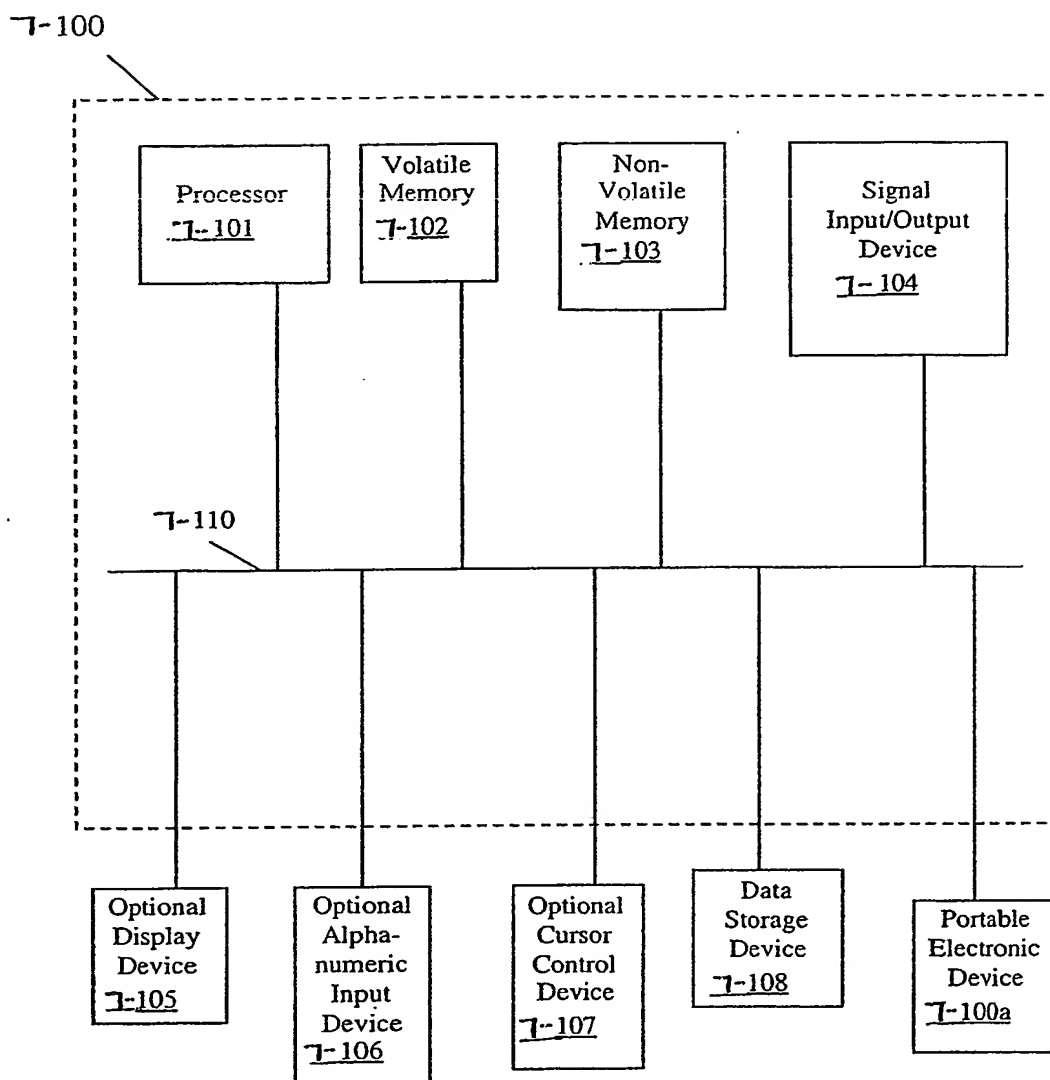 7-100
Processor
7-101
Volatile
Memory
7-102
Non-
Volatile
Memory
7-103
Signal
Input/Output
Device
7-104
7-110
Optional
Display
Device
7-105
Optional
Alpha-
numeric
Input
Device
7-106
Optional
Cursor
Control
Device
7-107
Data
Storage
Device
7-108
Portable
Electronic
Device
7-100a